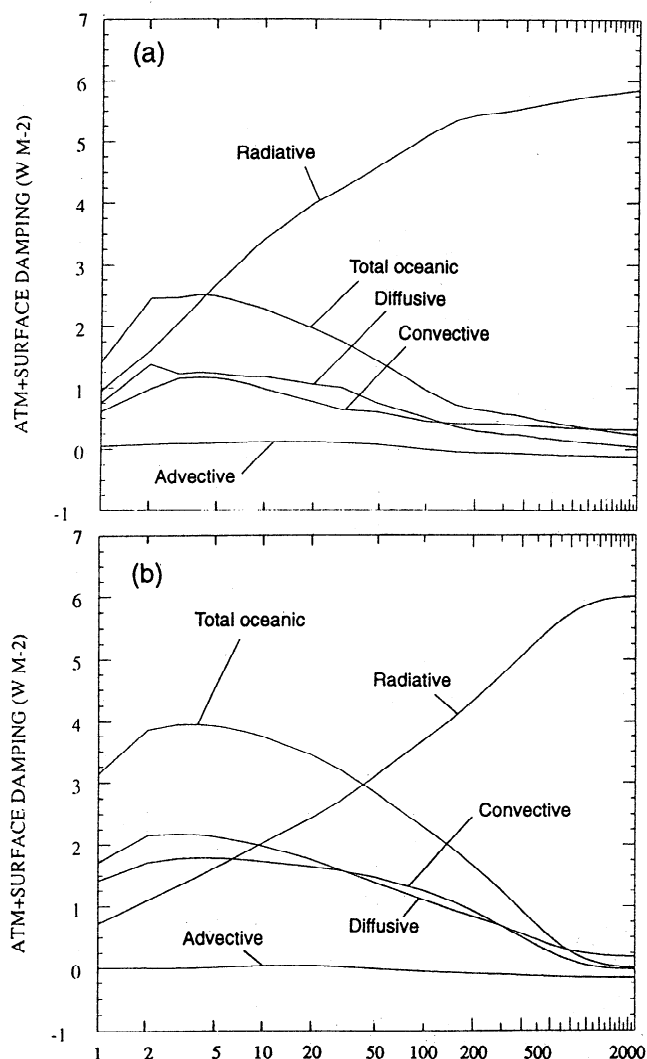 7
(a)
6
Radiative
5
4
3
Total oceanic
Diffusive
2
Convective
1
0
Advective
-1
ATM+SURFACE DAMPING (W M-2)
7
(b)
6
Total oceanic
5
Radiative
4
3
Convective
2
1
Diffusive
Advective
0
-1
ATM+SURFACE DAMPING (W M-2)
1 2 5 10 20 50 100 200 500 2000